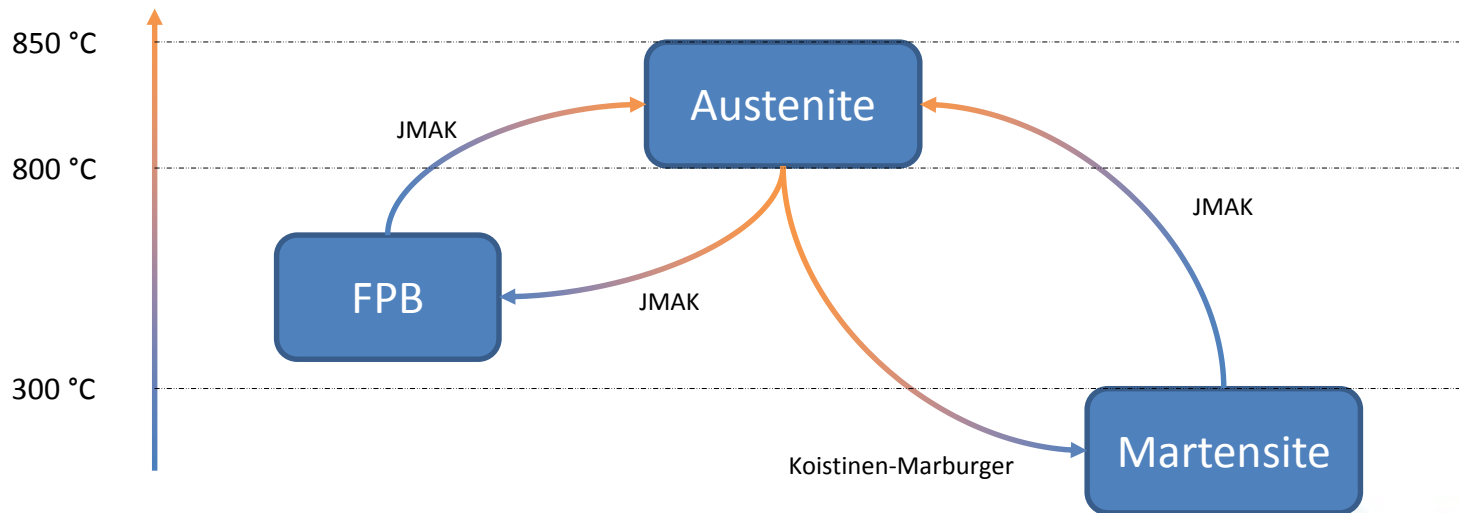 850 °C
Austenite
JMAK
800 °C
JMAK
FPB
JMAK
300 °C
Martensite
Koistinen-Marburger